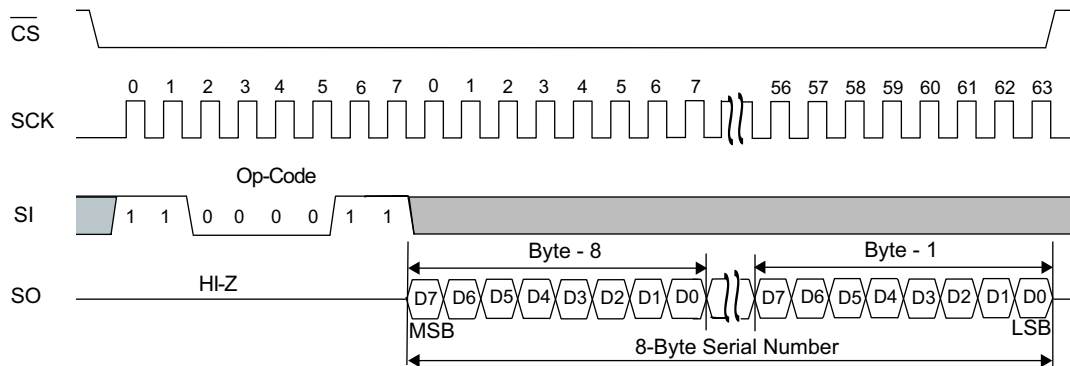 CS
0 1 2 3 4 5 6 7 0 1 2 3 4 5 6 7 56 57 58 59 60 61 62 63
SCK
Op-Code
SI
1 1 0 0 0 0 1 1
Byte - 8 Byte - 1
HI-Z
SO
D7 D6 D5 D4 D3 D2 D1 D0 D7 D6 D5 D4 D3 D2 D1 D0
MSB LSB
8-Byte Serial Number